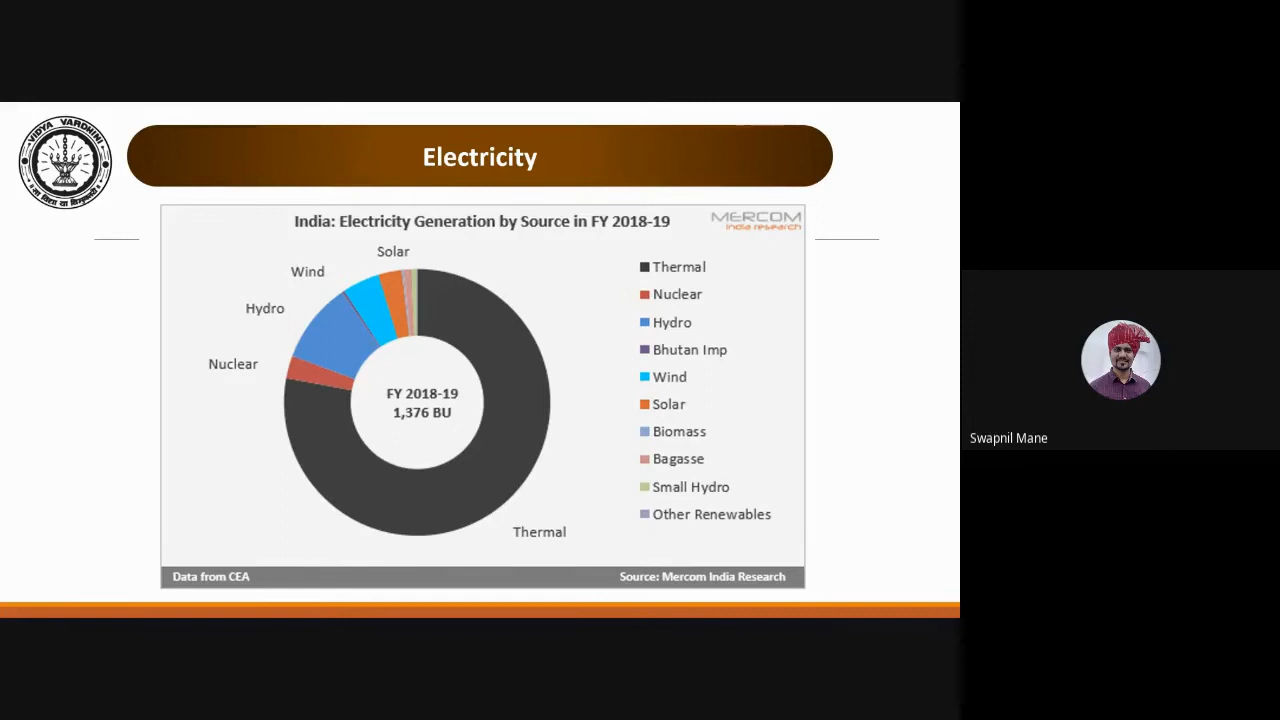 VIDYA VARDHINI
Electricity
India: Electricity Generation by Source in FY 2018-19
MERCOM
india research
Solar
Wind
Hydro
Nuclear
Thermal
FY 2018-19
1,376 BU
Thermal
Nuclear
Hydro
Bhutan Imp
Wind
Solar
Biomass
Bagasse
Small Hydro
Other Renewables
Data from CEA
Source: Mercom India Research
Swapnil Mane